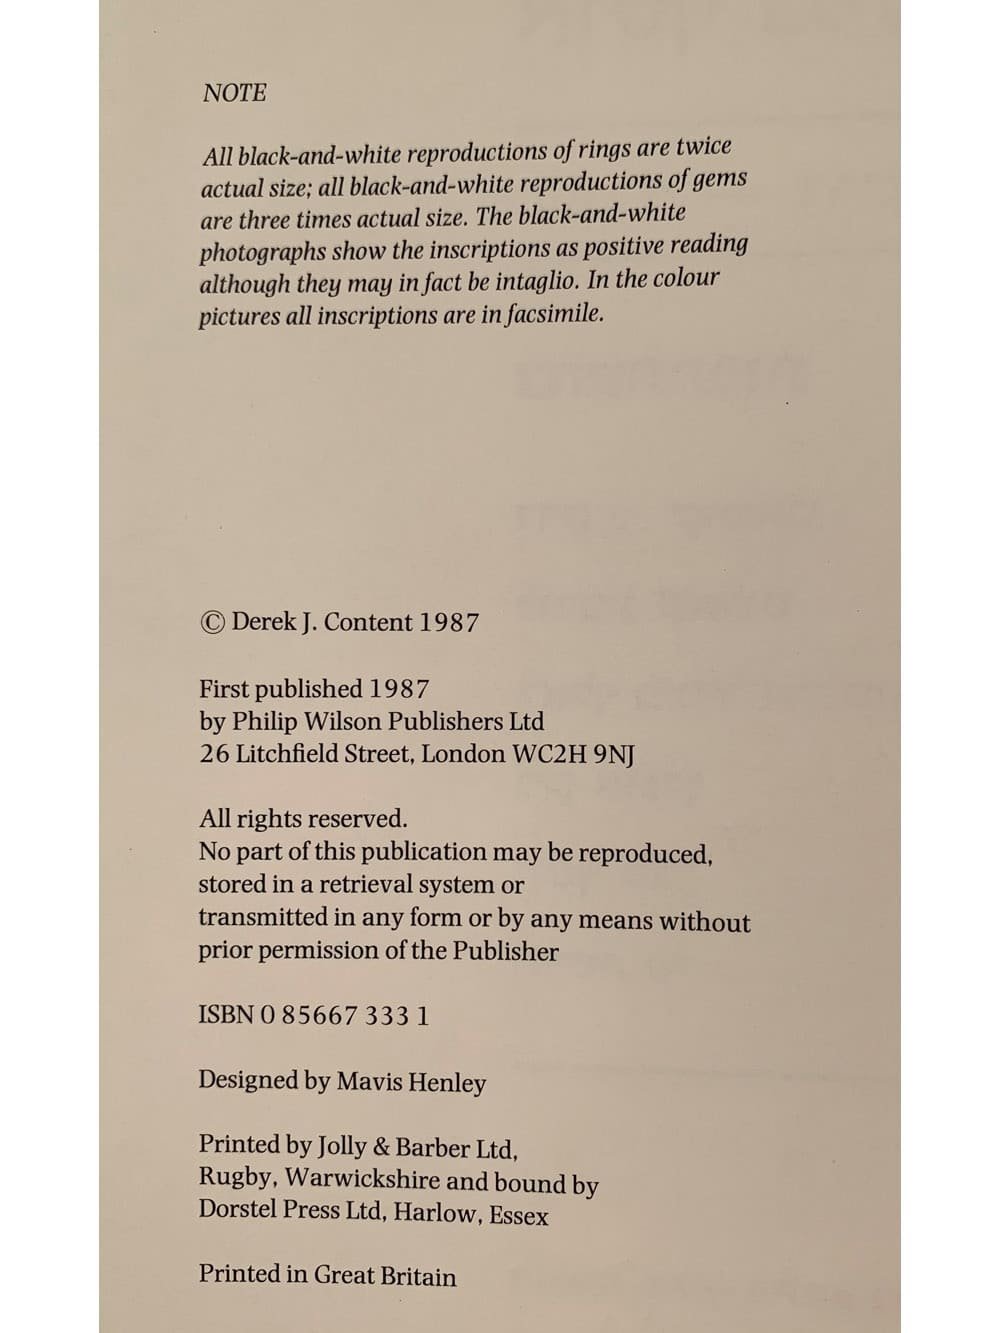 NOTE
All black-and-white reproductions of rings are twice
actual size; all black-and-white reproductions of gems
are three times actual size. The black-and-white
photographs show the inscriptions as positive reading
although they may in fact be intaglio. In the colour
pictures all inscriptions are in facsimile.
© Derek J. Content 1987
First published 1987
by Philip Wilson Publishers Ltd
26 Litchfield Street, London WC2H 9NJ
All rights reserved.
No part of this publication may be reproduced,
stored in a retrieval system or
transmitted in any form or by any means without
prior permission of the Publisher
ISBN 0 85667 333 1
Designed by Mavis Henley
Printed by Jolly & Barber Ltd,
Rugby, Warwickshire and bound by
Dorstel Press Ltd, Harlow, Essex
Printed in Great Britain